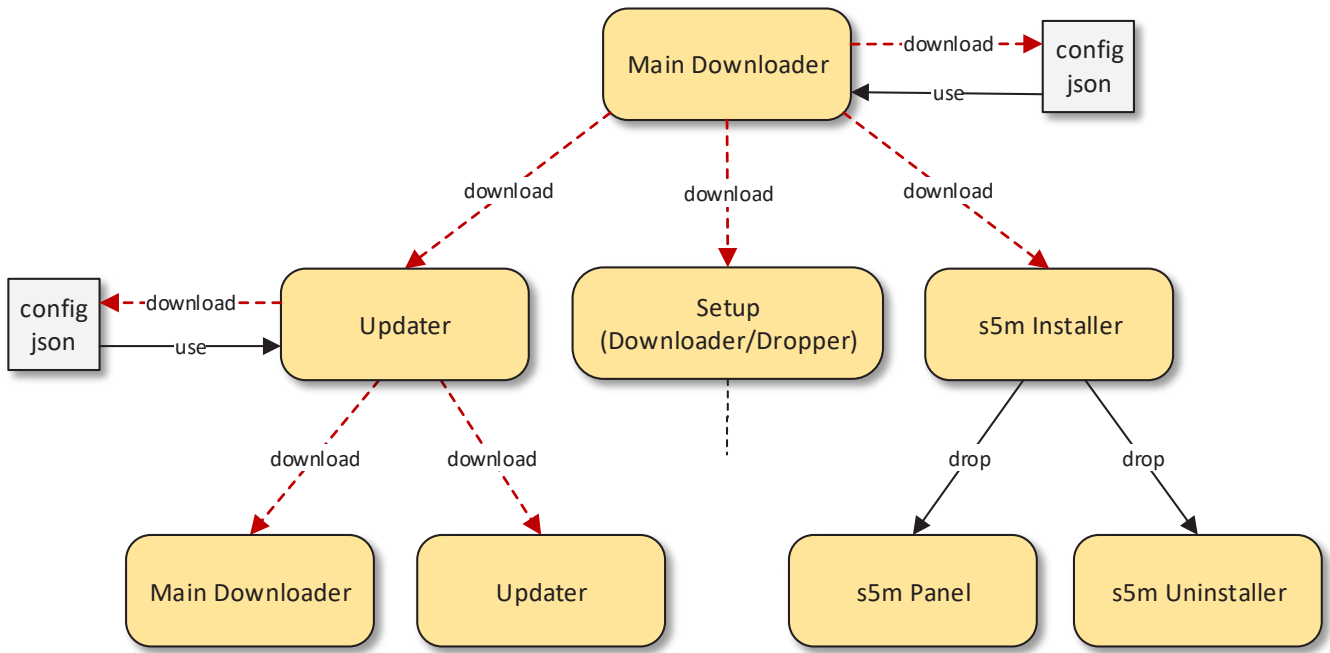 Main Downloader
download
config
json
use
download
download
download
config
json
download
use
Updater
Setup
(Downloader/Dropper)
s5m Installer
download
download
drop
drop
Main Downloader
Updater
s5m Panel
s5m Uninstaller